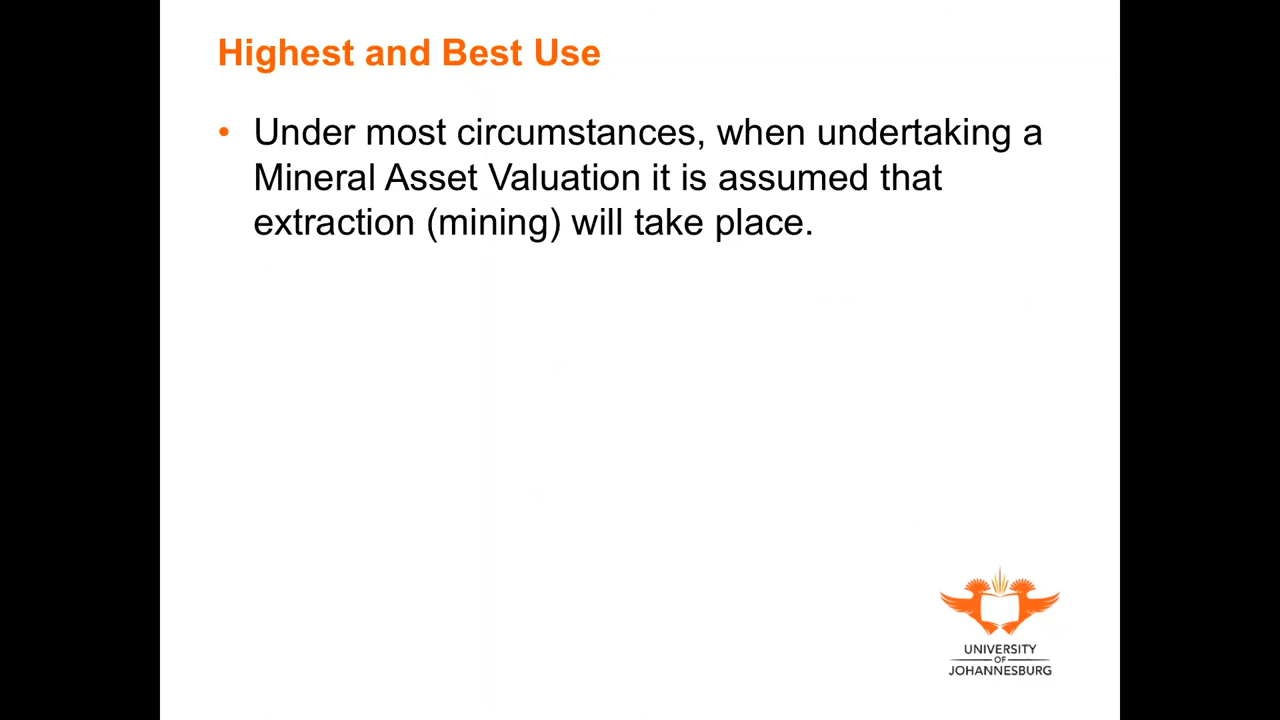 Highest and Best Use
• Under most circumstances, when undertaking a
Mineral Asset Valuation it is assumed that
extraction (mining) will take place.
UNIVERSITY
OF
JOHANNESBURG